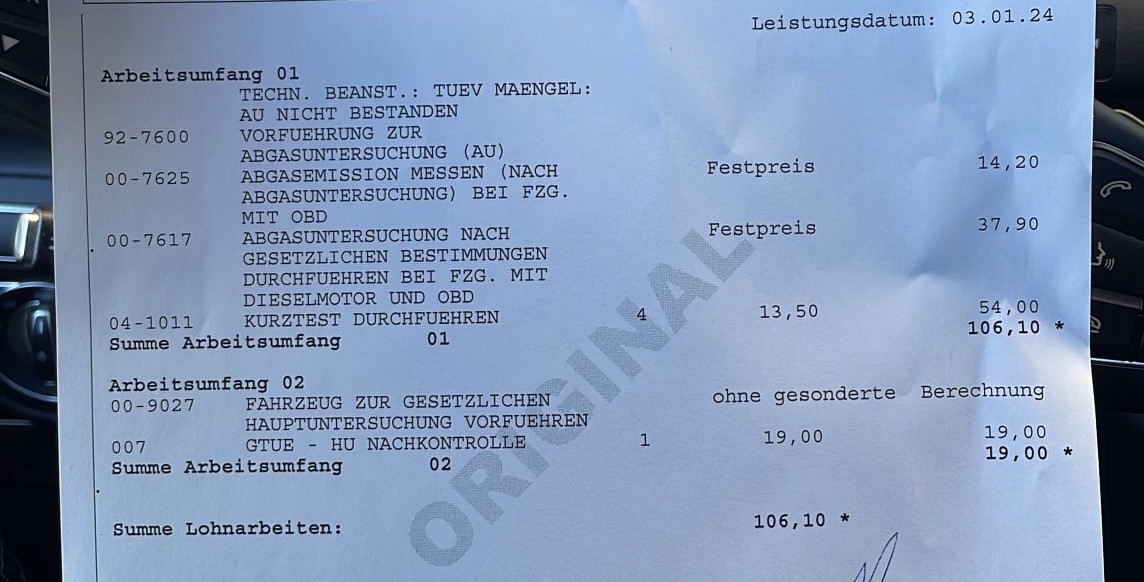 Leistungsdatum: 03.01.24
Arbeitsumfang 01
TECHN. BEANST.: TUEV MAENGEL:
AU NICHT BESTANDEN
92-7600 VORFUEHRUNG ZUR
ABGASUNTERSUCHUNG (AU)
00-7625 ABGASEMISSION MESSEN (NACH Festpreis 14,20
ABGASUNTERSUCHUNG) BEI FZG.
MIT OBD
00-7617 ABGASUNTERSUCHUNG NACH Festpreis 37,90
GESETZLICHEN BESTIMMUNGEN
DURCHFUEHREN BEI FZG. MIT
DIESELMOTOR UND OBD
04-1011 KURZTEST DURCHFUEHREN 4 13,50 54,00
Summe Arbeitsumfang 01 106,10 *
Arbeitsumfang 02
00-9027 FAHRZEUG ZUR GESETZLICHEN ohne gesonderte Berechnung
HAUPTUNTERSUCHUNG VORFUEHREN
007 GTUE - HU NACHKONTROLLE 1 19,00 19,00
Summe Arbeitsumfang 02 19,00 *
Summe Lohnarbeiten: 106,10 *
ORIGINAL